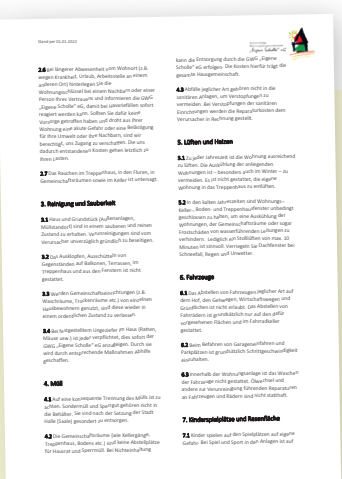 Stand per 01.01.2022
"Eigene Scholle" eG
2.6 Bei längerer Abwesenheit vom Wohnort (z.B.
wegen Krankheit, Urlaub, Arbeitsstelle an einem
anderen Ort) hinterlegen Sie
Wohnungsschlüssel bei einem Nachbarn oder einer
Person Ihres Vertrauens und informieren die GWG
„Eigene Scholle" eG, damit bei Unvereinfällen sofort
reagiert werden kann. Sollten Sie dafür keine
Vorsorge getroffen haben und droht aus Ihrer
Wohnung eine akute Gefahr oder eine Belästigung
für Ihre Umwelt oder Ihre Nachbarn, sind wir
berechtigt, uns Zugang zu verschaffen. Die uns
dadurch entstandenen Kosten gehen letztlich zu
Ihren Lasten.
2.7 Das Rauchen im Treppenhaus, in den Fluren, in
Gemeinschaftsräumen sowie im Keller ist untersagt.
3. Reinigung und Sauberkeit
3.1 Haus und Grundstück (Außenanlagen,
Müllstandort) sind in einem sauberen und reinen
Zustand zu erhalten. Verunreinigungen sind vom
Verursacher unverzüglich gründlich zu beseitigen.
3.2 Das Ausklopfen, Ausschütteln von
Gegenständen auf Balkonen, Terrassen, im
Treppenhaus und aus den Fenstern ist nicht
gestattet.
3.3 Wurden Gemeinschaftseinrichtungen (z.B.
Waschräume, Trockenräume etc.) von einzelnen
Hausbewohnern genutzt, sind diese wieder in
einem ordentlichen Zustand zu verlassen.
3.4 Bei festgestelltem Ungeziefer im Haus (Ratten,
Mäuse usw.) ist jeder verpflichtet, dies sofort der
GWG „Eigene Scholle" eG anzuzeigen. Durch sie
wird durch entsprechende Maßnahmen Abhilfe
geschaffen.
4. Müll
4.1 Auf eine konsequente Trennung des Mülls ist zu
achten. Sondermüll und Sperrgut gehören nicht in
die Behälter. Sie sind nach der Satzung der Stadt
Halle (Saale) gesondert zu entsorgen.
4.2 Die Gemeinschaftsräume (wie Kellergänge,
Treppenhaus, Bodens etc.) sind keine Abstellplätze
für Hausrat und Sperrmüll. Bei Nichteinhaltung
kann die Entsorgung durch die GWG „Eigene
Scholle" eG erfolgen. Die Kosten hierfür trägt die
gesamte Hausgemeinschaft.
4.3 Abfälle jeglicher Art gehören nicht in die
sanitären Anlagen, um Verstopfungen zu
vermeiden. Bei Verstopfungen der sanitären
Einrichtungen werden die Reparaturkosten dem
Verursacher in Rechnung gestellt.
5. Lüften und Heizen
5.1 Zu jeder Jahreszeit ist die Wohnung ausreichend
zu lüften. Die Auskühlung der anliegenden
Wohnungen ist – besonders auch im Winter – zu
vermeiden. Es ist nicht gestattet, die eigene
Wohnung in das Treppenhaus zu entlüften.
5.2 In den kalten Jahreszeiten sind Wohnungs-
Keller-, Boden- und Treppenhausfenster unbedingt
geschlossen zu halten, um eine Auskühlung der
Wohnungen, der Gemeinschaftsräume oder sogar
Frostschäden von wasserführenden Leitungen zu
verhindern. Lediglich ein Stoßlüften von max. 10
Minuten ist sinnvoll. Verriegeln Sie Dachfenster bei
Schneefall, Regen und Unwetter.
6. Fahrzeuge
6.1 Das Abstellen von Fahrzeugen jeglicher Art auf
dem Hof, den Gehwegen, Wirtschaftswegen und
Grünflächen ist nicht erlaubt. Das Abstellen von
Fahrrädern ist grundsätzlich nur auf den dafür
vorgesehenen Flächen und im Fahrradkeller
gestattet.
6.2 Beim Befahren von Garageneinfahrten und
Parkplätzen ist grundsätzlich Schrittgeschwindigkeit
einzuhalten.
6.3 Innerhalb der Wohnungsanlage ist das Waschen
der Fahrzeuge nicht gestattet. Ölwechsel und
andere zur Verunreinigung führenden Reparaturen
an Fahrzeugen und Rädern sind nicht statthaft.
7. Kinderspielplätze und Rasenfläche
7.1 Kinder spielen auf den Spielplätzen auf eigene
Gefahr. Bei Spiel und Sport in den Anlagen ist auf